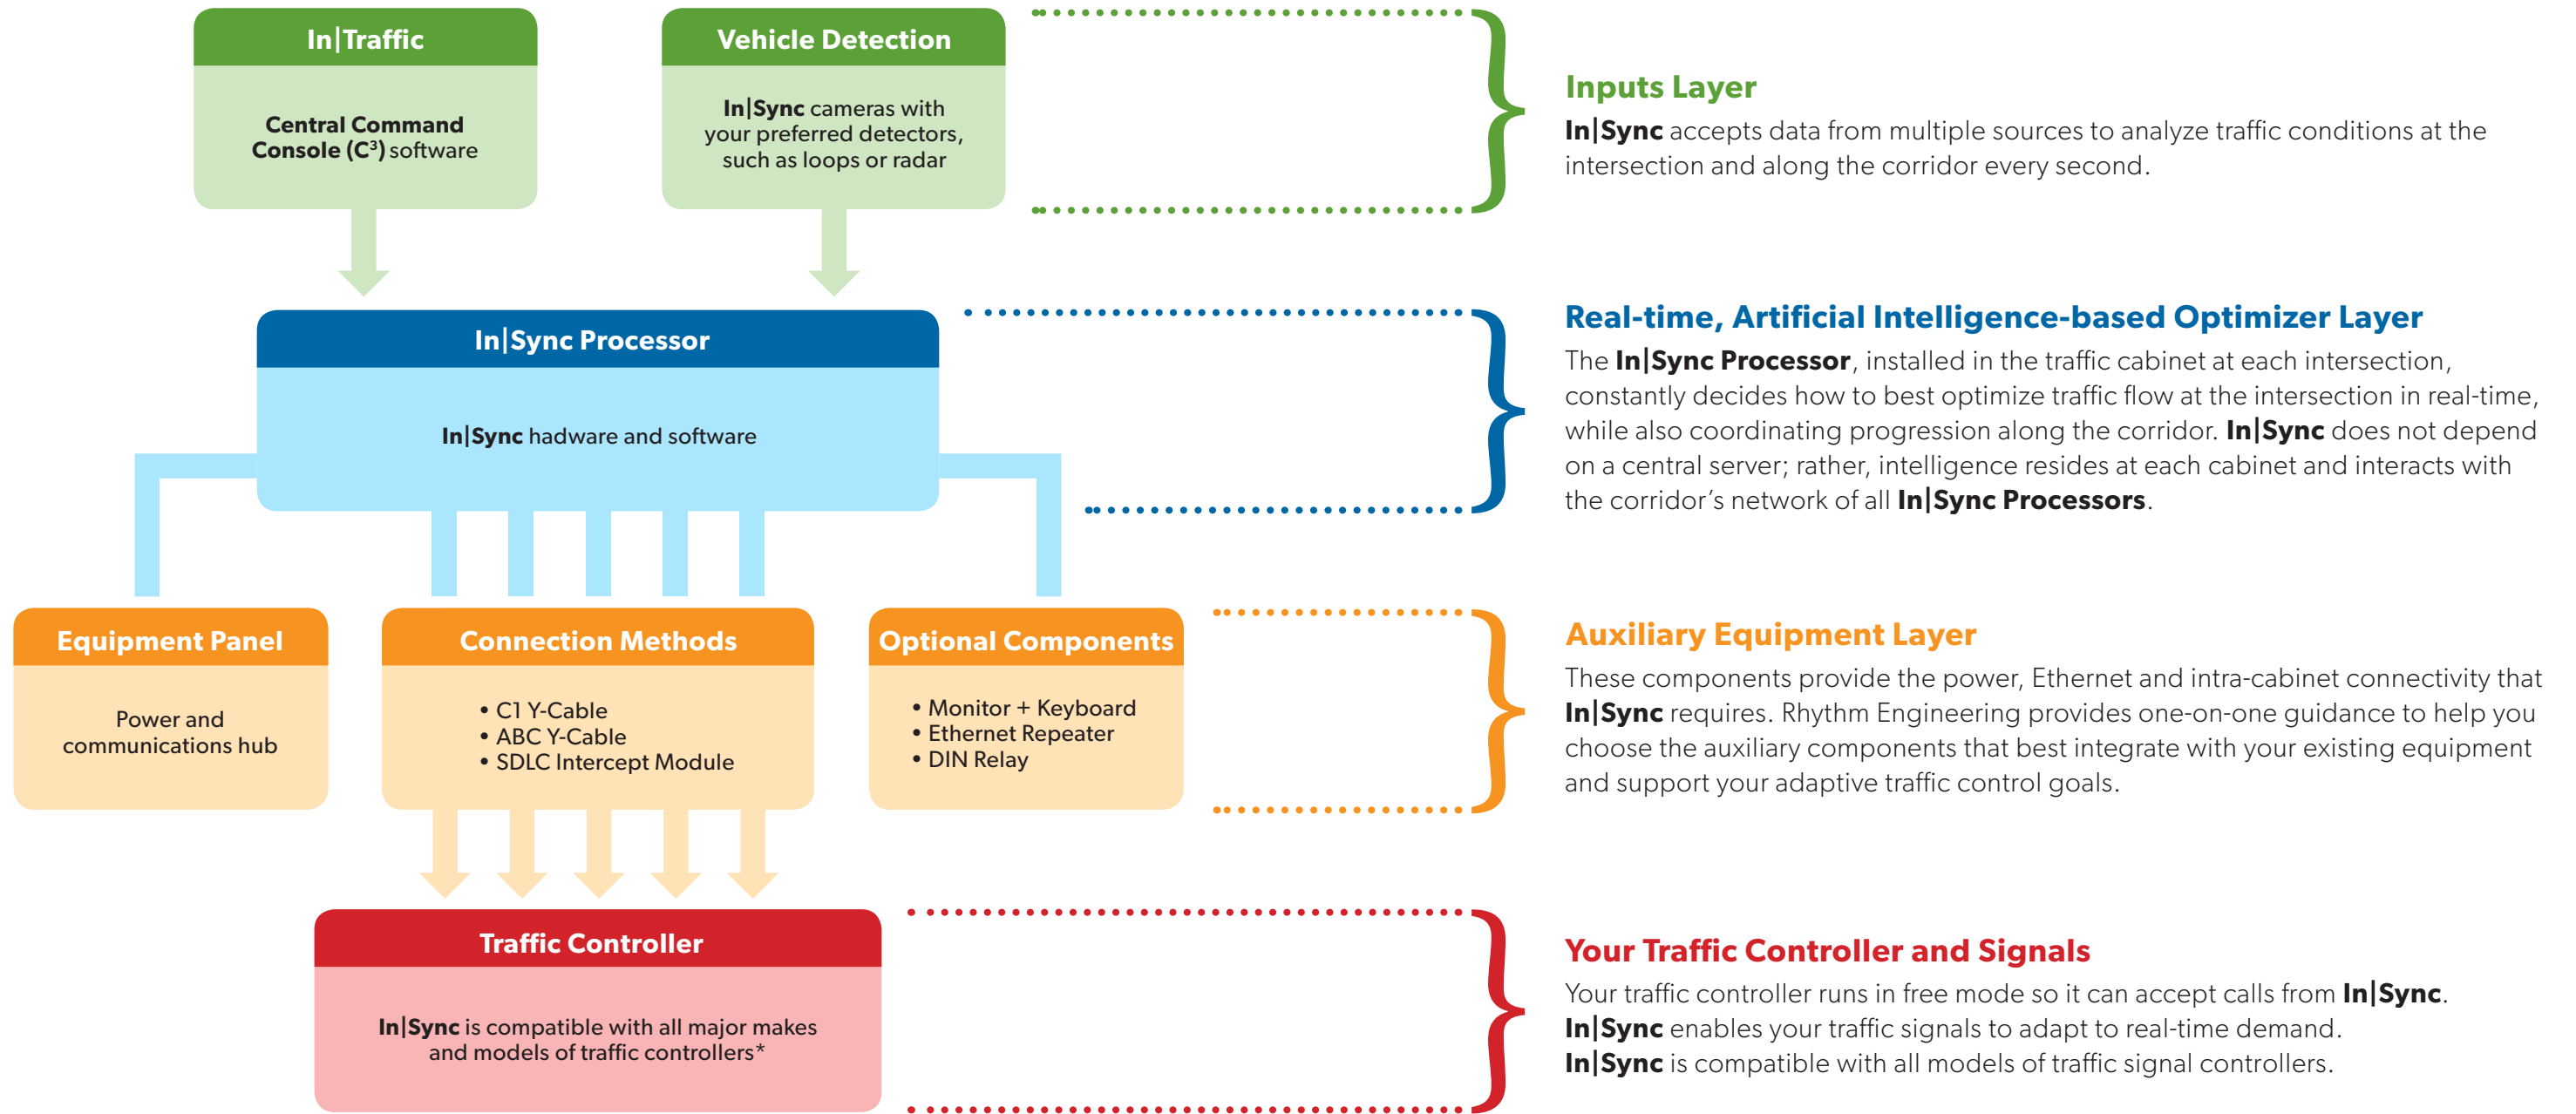 In|Traffic
Central Command
Console (C³) software
Vehicle Detection
In|Sync cameras with
your preferred detectors,
such as loops or radar
Inputs Layer
In|Sync accepts data from multiple sources to analyze traffic conditions at the
intersection and along the corridor every second.
In|Sync Processor
In|Sync hadware and software
Real-time, Artificial Intelligence-based Optimizer Layer
The In|Sync Processor, installed in the traffic cabinet at each intersection,
constantly decides how to best optimize traffic flow at the intersection in real-time,
while also coordinating progression along the corridor. In|Sync does not depend
on a central server; rather, intelligence resides at each cabinet and interacts with
the corridor’s network of all In|Sync Processors.
Equipment Panel
Power and
communications hub
Connection Methods
• C1 Y-Cable
• ABC Y-Cable
• SDLC Intercept Module
Optional Components
• Monitor + Keyboard
• Ethernet Repeater
• DIN Relay
Auxiliary Equipment Layer
These components provide the power, Ethernet and intra-cabinet connectivity that
In|Sync requires. Rhythm Engineering provides one-on-one guidance to help you
choose the auxiliary components that best integrate with your existing equipment
and support your adaptive traffic control goals.
Traffic Controller
In|Sync is compatible with all major makes
and models of traffic controllers*
Your Traffic Controller and Signals
Your traffic controller runs in free mode so it can accept calls from In|Sync.
In|Sync enables your traffic signals to adapt to real-time demand.
In|Sync is compatible with all models of traffic signal controllers.